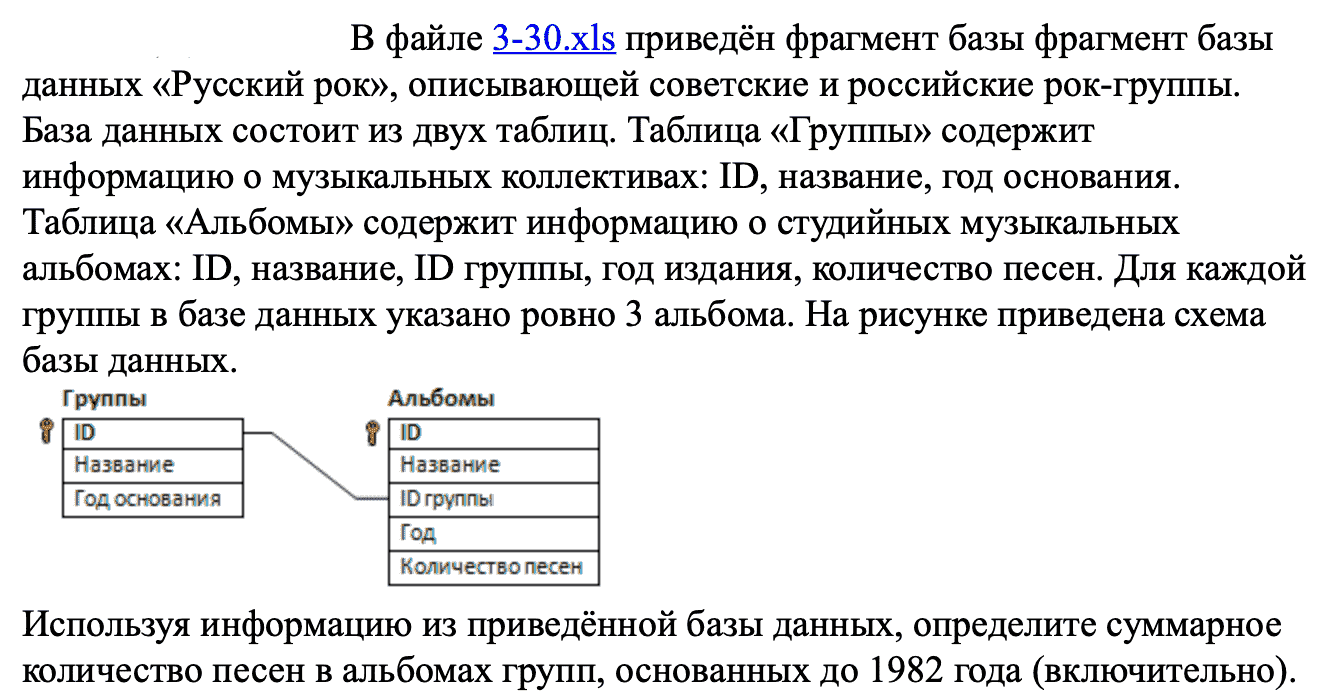 В файле 3-30.xls приведён фрагмент базы фрагмент базы
данных «Русский рок», описывающей советские и российские рок-группы.
База данных состоит из двух таблиц. Таблица «Группы» содержит
информацию о музыкальных коллективах: ID, название, год основания.
Таблица «Альбомы» содержит информацию о студийных музыкальных
альбомах: ID, название, ID группы, год издания, количество песен. Для каждой
группы в базе данных указано ровно 3 альбома. На рисунке приведена схема
базы данных.
Группы
ID
Название
Год основания
Альбомы
ID
Название
ID группы
Год
Количество песен
Используя информацию из приведённой базы данных, определите суммарное
количество песен в альбомах групп, основанных до 1982 года (включительно).